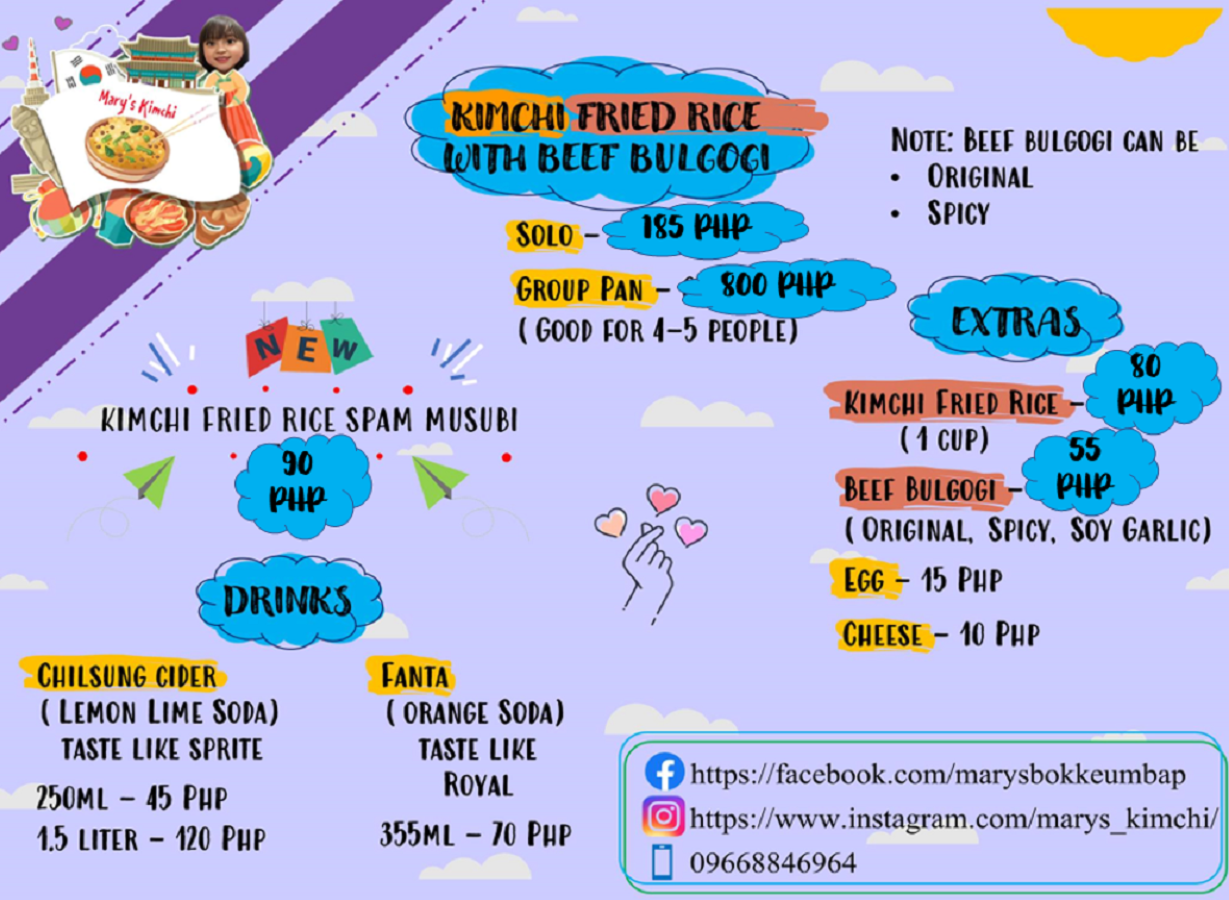 Mary's Kimchi
KIMCHI FRIED RICE
WITH BEEF BULGOGI
SOLO – 185 PHP
GROUP PAN – 800 PHP
( GOOD FOR 4-5 PEOPLE)
NOTE: BEEF BULGOGI CAN BE
• ORIGINAL
• SPICY
NEW
KIMCHI FRIED RICE SPAM MUSUBI
90
PHP
EXTRAS
KIMCHI FRIED RICE – 80 PHP
( 1 CUP)
BEEF BULGOGI – 55 PHP
( ORIGINAL, SPICY, SOY GARLIC)
EGG – 15 PHP
CHEESE – 10 PHP
DRINKS
CHILSUNG CIDER
( LEMON LIME SODA)
TASTE LIKE SPRITE
250ML – 45 PHP
1.5 LITER – 120 PHP
FANTA
( ORANGE SODA)
TASTE LIKE
ROYAL
355ML – 70 PHP
https://facebook.com/marysbokkeumbap
https://www.instagram.com/marys_kimchi/
09668846964